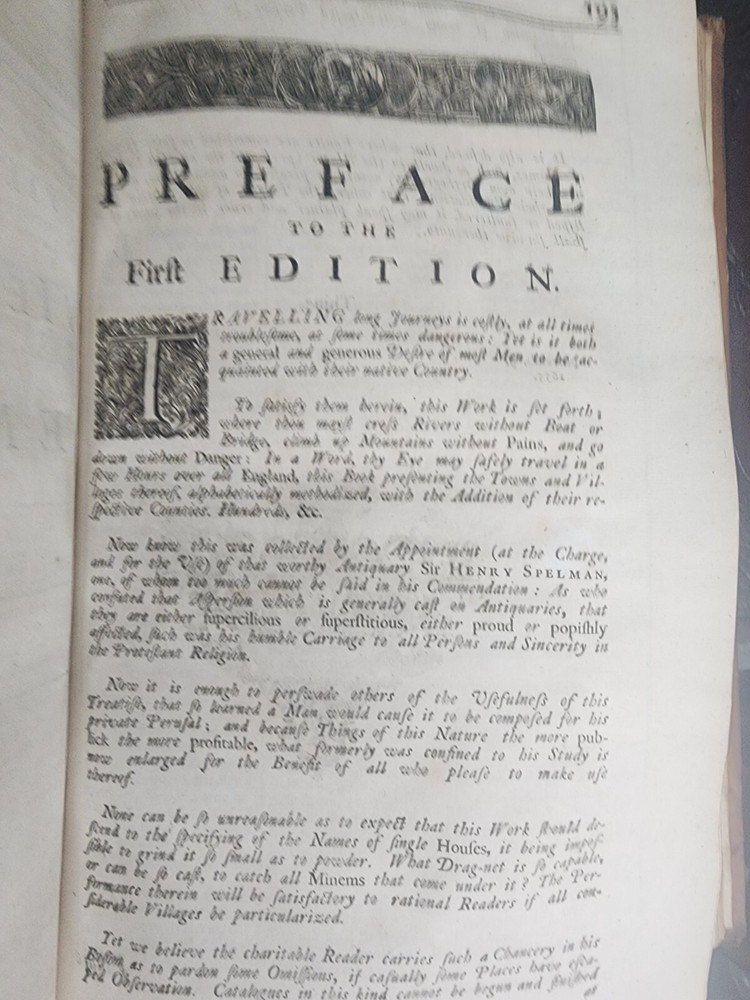 193
PREFACE
TO THE
Firſt EDITION.
TRAVELLING long Journeys is coſtly, at all times
troubleſome, at ſome times dangerous: Yet is it both
a general and generous Deſire of moſt Men to be ac-
quainted with their native Country.
To ſatisfy them herein, this Work is ſet forth;
where thou mayſt croſs Rivers without Boat or
Bridge, climb up Mountains without Pains, and go
down without Danger: In a Word, thy Eye may ſafely travel in a
few Hours over all England, this Book preſenting the Towns and Vil-
lages thereof, alphabetically methodized, with the Addition of their re-
ſpective Counties. Hundreds, &c.
Now know this was collected by the Appointment (at the Charge,
and for the Uſe) of that worthy Antiquary Sir HENRY SPELMAN,
one, of whom too much cannot be ſaid in his Commendation: As who
confuted that Aſperſion which is generally caſt on Antiquaries, that
they are either ſupercilious or ſuperſtitious, either proud or popiſhly
affected, ſuch was his humble Carriage to all Perſons and Sincerity in
the Proteſtant Religion.
Now it is enough to perſwade others of the Uſefulneſs of this
Treatiſe, that ſo learned a Man would cauſe it to be compoſed for his
private Peruſal; and becauſe Things of this Nature the more pub-
lick the more profitable, what formerly was confined to his Study is
now enlarged for the Benefit of all who pleaſe to make uſe
thereof.
None can be ſo unreaſonable as to expect that this Work ſhould de-
ſcend to the ſpecifying of the Names of ſingle Houſes, it being impoſ-
ſible to grind it ſo ſmall as to powder. What Drag-net is ſo capable,
or can be ſo caſt, to catch all Minems that come under it? The Per-
formance therein will be ſatisfactory to rational Readers if all con-
ſiderable Villages be particularized.
Yet we believe the charitable Reader carries ſuch a Chancery in his
Boſom as to pardon ſome Omiſſions, if caſually ſome Places have eſca-
ped Obſervation. Catalogues in this kind cannot be begun and finiſhed
at